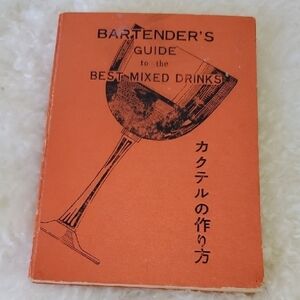 BARTENDER'S
GUIDE
to the
BEST MIXED DRINKS
カクテルの作り方